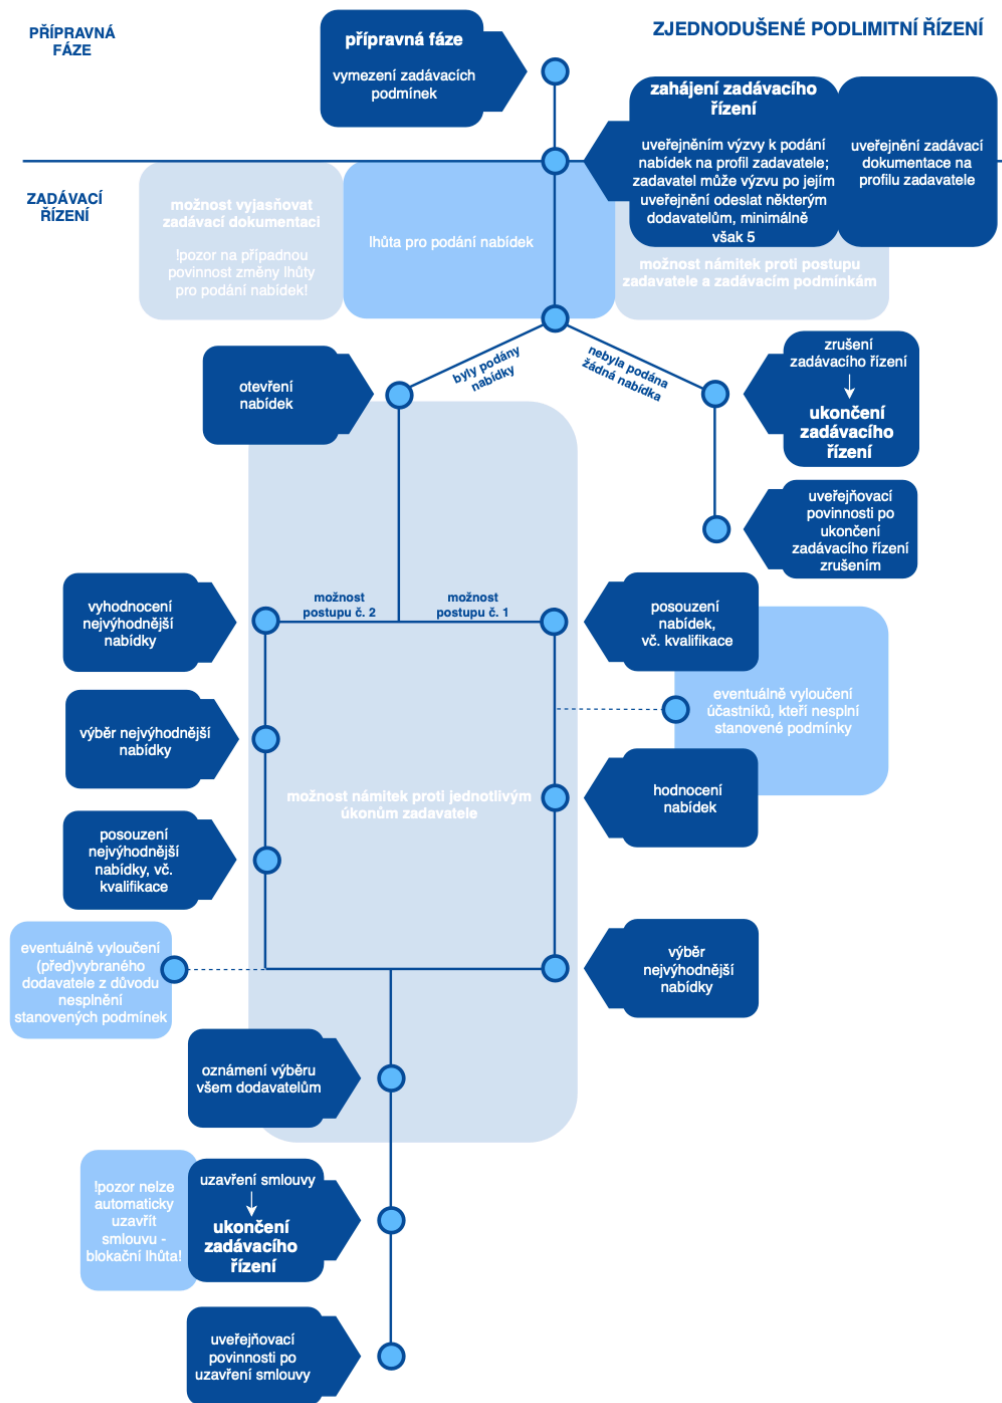 PŘÍPRAVNÁ
FÁZE
ZJEDNODUŠENÉ PODLIMITNÍ ŘÍZENÍ
přípravná fáze
vymezení zadávacích
podmínek
zahájení zadávacího
řízení
uveřejněním výzvy k podání
nabídek na profil zadavatele;
zadavatel může výzvu po jejím
uveřejnění odeslat některým
dodavatelům, minimálně
však 5
uveřejnění zadávací
dokumentace na
profilu zadavatele
ZADÁVACÍ
ŘÍZENÍ
možnost vyjasňovat
zadávací dokumentaci
!pozor na případnou
povinnost změny lhůty
pro podání nabídek!
lhůta pro podání nabídek
možnost námitek proti postupu
zadavatele a zadávacím podmínkám
byly podány
nabídky
nebyla podána
žádná nabídka
otevření
nabídek
zrušení
zadávacího řízení
ukončení
zadávacího
řízení
uveřejňovací
povinnosti po
ukončení
zadávacího řízení
zrušením
možnost
postupu č. 2
možnost
postupu č. 1
vyhodnocení
nejvýhodnější
nabídky
posouzení
nabídek,
vč. kvalifikace
eventuálně vyloučení
účastníků, kteří nesplní
stanovené podmínky
výběr nejvýhodnější
nabídky
možnost námitek proti jednotlivým
úkonům zadavatele
hodnocení
nabídek
posouzení
nejvýhodnější
nabídky, vč.
kvalifikace
eventuálně vyloučení
(před)vybraného
dodavatele z důvodu
nesplnění
stanovených podmínek
výběr
nejvýhodnější
nabídky
oznámení výběru
všem dodavatelům
!pozor nelze
automaticky
uzavřít
smlouvu -
blokační lhůta!
uzavření smlouvy
ukončení
zadávacího
řízení
uveřejňovací
povinnosti po
uzavření smlouvy